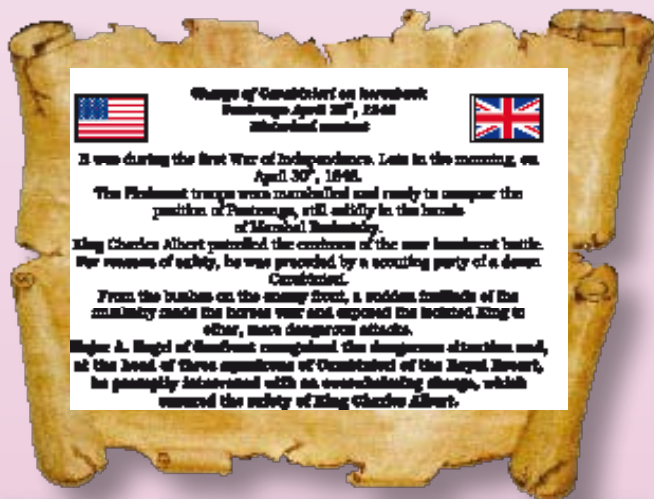 Charge of Carabinieri on horseback
Pastrengo April 30th, 1848
Historical context
It was during the first War of Independence. Late in the morning, on
April 30th, 1848.
The Piedmont troops were marshalled and ready to conquer the
position of Pastrengo, still solidly in the hands
of Marshal Radetzky.
King Charles Albert patrolled the environs of the now imminent battle.
For reasons of safety, he was preceded by a scouting party of a dozen
Carabinieri.
From the bushes on the enemy front, a sudden fusillade of the
musketry made the horses rear and exposed the isolated King to
other, more dangerous attacks.
Major A. Negri of Sanfront recognized the dangerous situation and,
at the head of three squadrons of Carabinieri of the Royal Escort,
he promptly intervened with an overwhelming charge, which
ensured the safety of King Charles Albert.